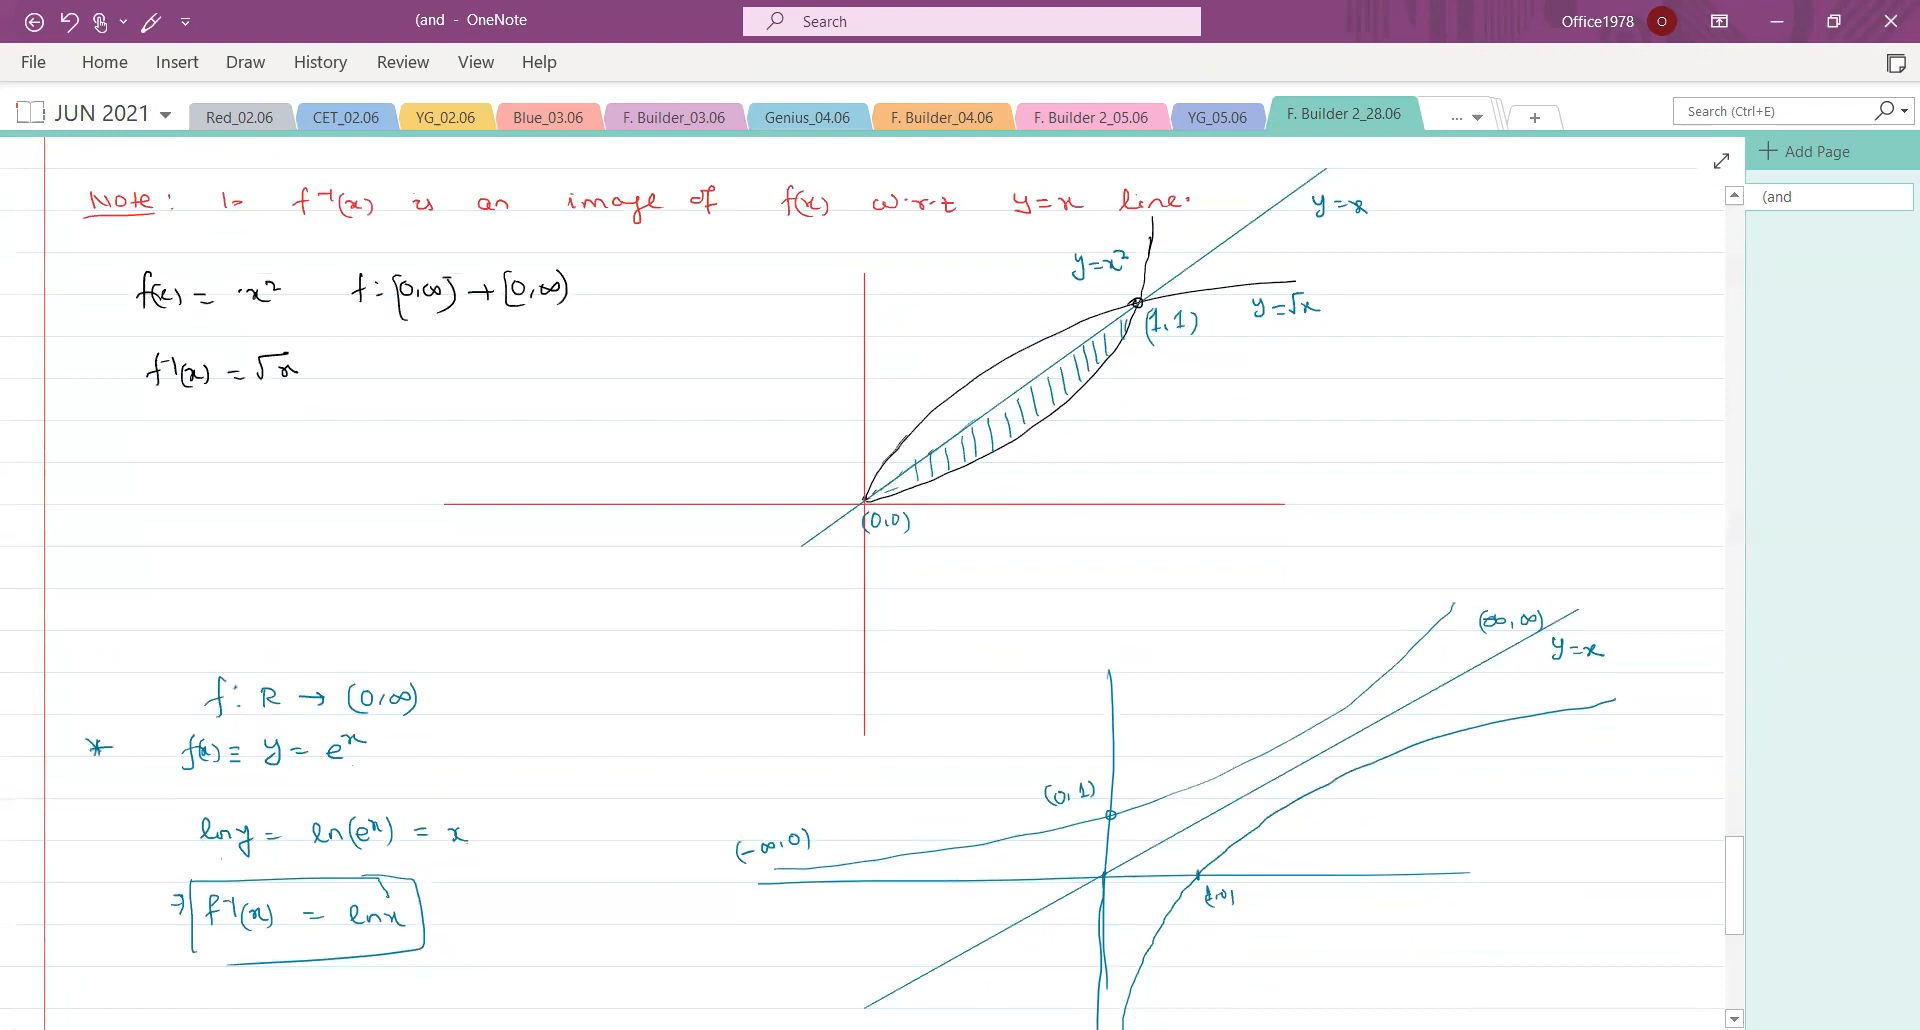 (and - OneNote
Search
Office1978
O
File Home Insert Draw History Review View Help
JUN 2021
Red_02.06 CET_02.06 YG_02.06 Blue_03.06 F. Builder_03.06 Genius_04.06 F. Builder_04.06 F. Builder 2_05.06 YG_05.06 F. Builder 2_28.06 ... +
Search (Ctrl+E)
+ Add Page
(and
Note: 1- f⁻¹(x) is an image of f(x) w.r.t y=x line.
y=x
y=x²
f(x) = x² f: [0,∞) → [0,∞)
y=√x
(1,1)
f⁻¹(x) = √x
(0,0)
(∞,∞)
y=x
f: R → (0,∞)
* f(x) ≡ y = eˣ
(0,1)
ln y = ln(eˣ) = x
(-∞,0)
⇒ f⁻¹(x) = ln x
(1,0)